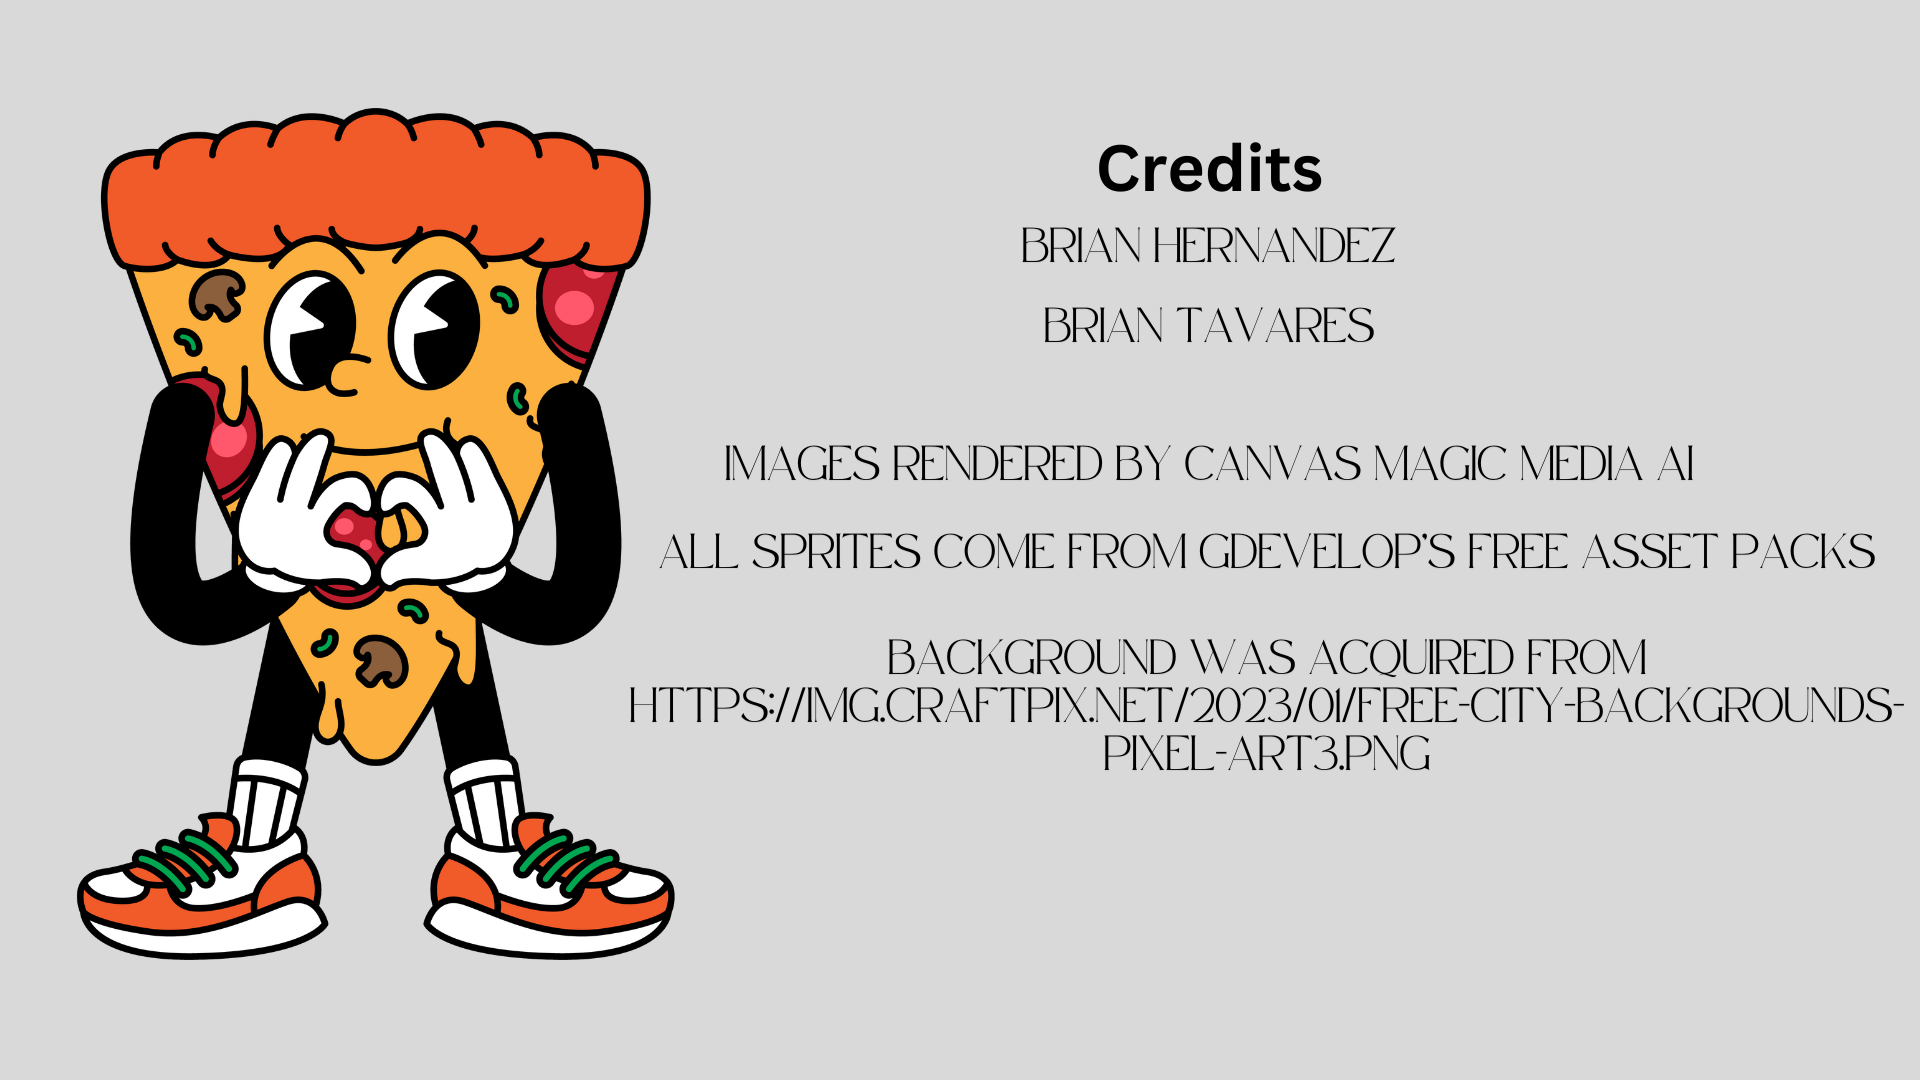 Credits
BRIAN HERNANDEZ
BRIAN TAVARES
IMAGES RENDERED BY CANVAS MAGIC MEDIA AI
ALL SPRITES COME FROM GDEVELOP'S FREE ASSET PACKS
BACKGROUND WAS ACQUIRED FROM
HTTPS://IMG.CRAFTPIX.NET/2023/01/FREE-CITY-BACKGROUNDS-
PIXEL-ART3.PNG